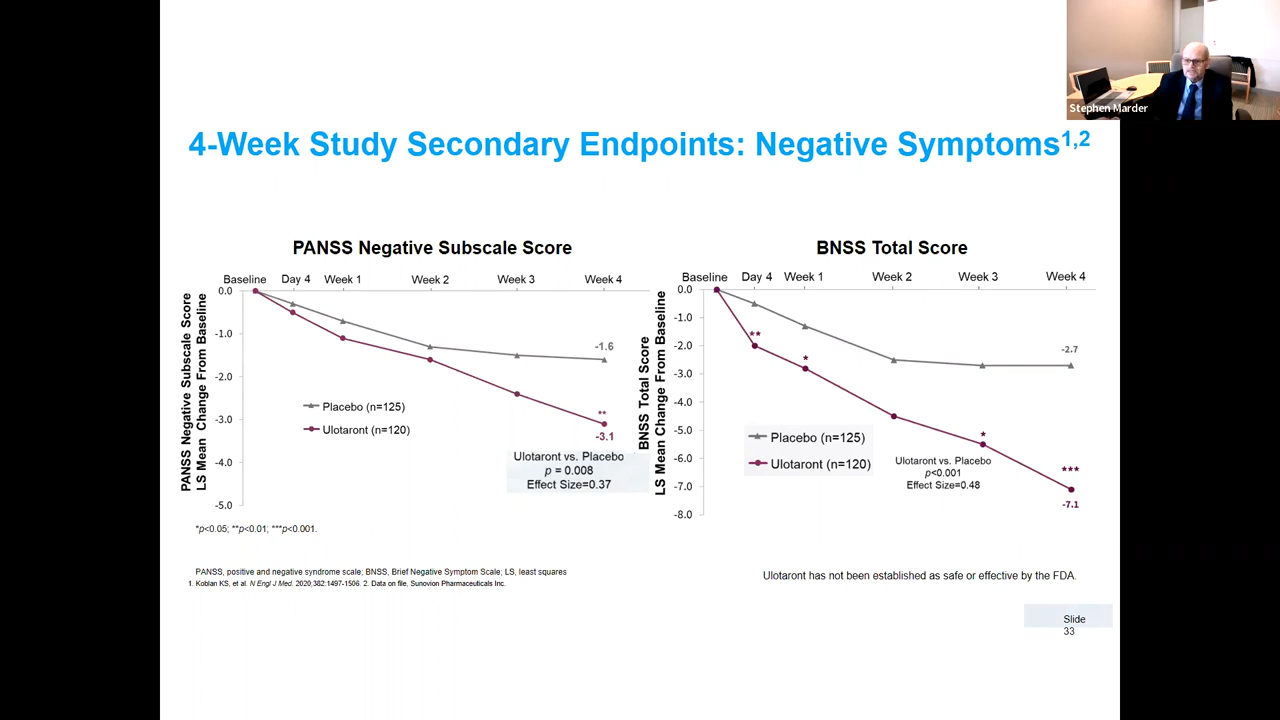 Stephen Marder
4-Week Study Secondary Endpoints: Negative Symptoms1,2
PANSS Negative Subscale Score
Baseline Day 4 Week 1 Week 2 Week 3 Week 4
0.0
-1.0
-2.0
-3.0
-4.0
-5.0
PANSS Negative Subscale Score
LS Mean Change From Baseline
-1.6
**
-3.1
Placebo (n=125)
Ulotaront (n=120)
Ulotaront vs. Placebo
p = 0.008
Effect Size=0.37
*p<0.05; **p<0.01; ***p<0.001.
BNSS Total Score
Baseline Day 4 Week 1 Week 2 Week 3 Week 4
0.0
-1.0
-2.0
-3.0
-4.0
-5.0
-6.0
-7.0
-8.0
BNSS Total Score
LS Mean Change From Baseline
**
*
-2.7
*
***
-7.1
Placebo (n=125)
Ulotaront (n=120)
Ulotaront vs. Placebo
p<0.001
Effect Size=0.48
PANSS, positive and negative syndrome scale; BNSS, Brief Negative Symptom Scale; LS, least squares
1. Koblan KS, et al. N Engl J Med. 2020;382:1497-1506. 2. Data on file, Sunovion Pharmaceuticals Inc.
Ulotaront has not been established as safe or effective by the FDA.
Slide
33